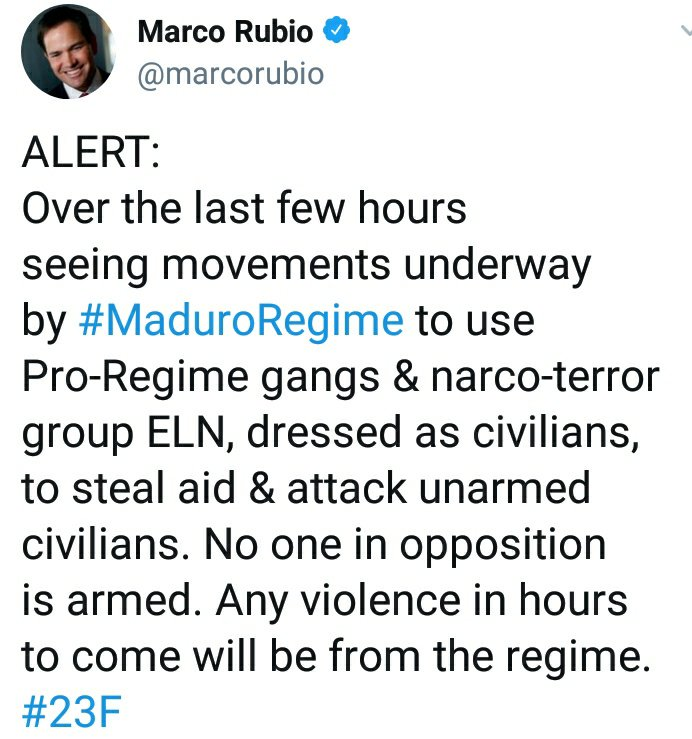 Marco Rubio
@marcorubio
ALERT:
Over the last few hours
seeing movements underway
by #MaduroRegime to use
Pro-Regime gangs & narco-terror
group ELN, dressed as civilians,
to steal aid & attack unarmed
civilians. No one in opposition
is armed. Any violence in hours
to come will be from the regime.
#23F